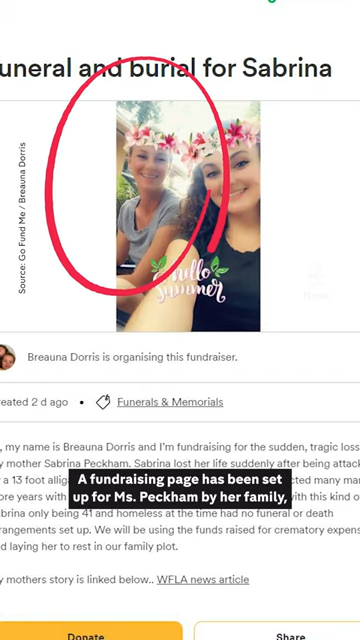 uneral and burial for Sabrina
Source: Go Fund Me / Breauna Dorris
hello
summer
Breauna Dorris is organising this fundraiser.
reated 2 d ago • Funerals & Memorials
, my name is Breauna Dorris and I'm fundraising for the sudden, tragic loss
y mother Sabrina Peckham. Sabrina lost her life suddenly after being attac
a 13 foot allig
cted many mar
A fundraising page has been set
up for Ms. Peckham by her family,
ore years with
with this kind o
brina only being 41 and homeless at the time had no funeral or death
rangements set up. We will be using the funds raised for crematory expens
d laying her to rest in our family plot.
y mothers story is linked below.. WFLA news article
Donate
Share